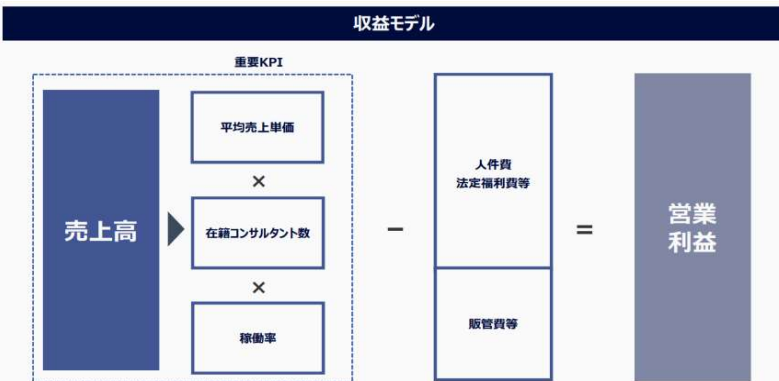 収益モデル
重要KPI
売上高
平均売上単価
×
在籍コンサルタント数
×
稼働率
－
人件費
法定福利費等
販管費等
＝
営業
利益